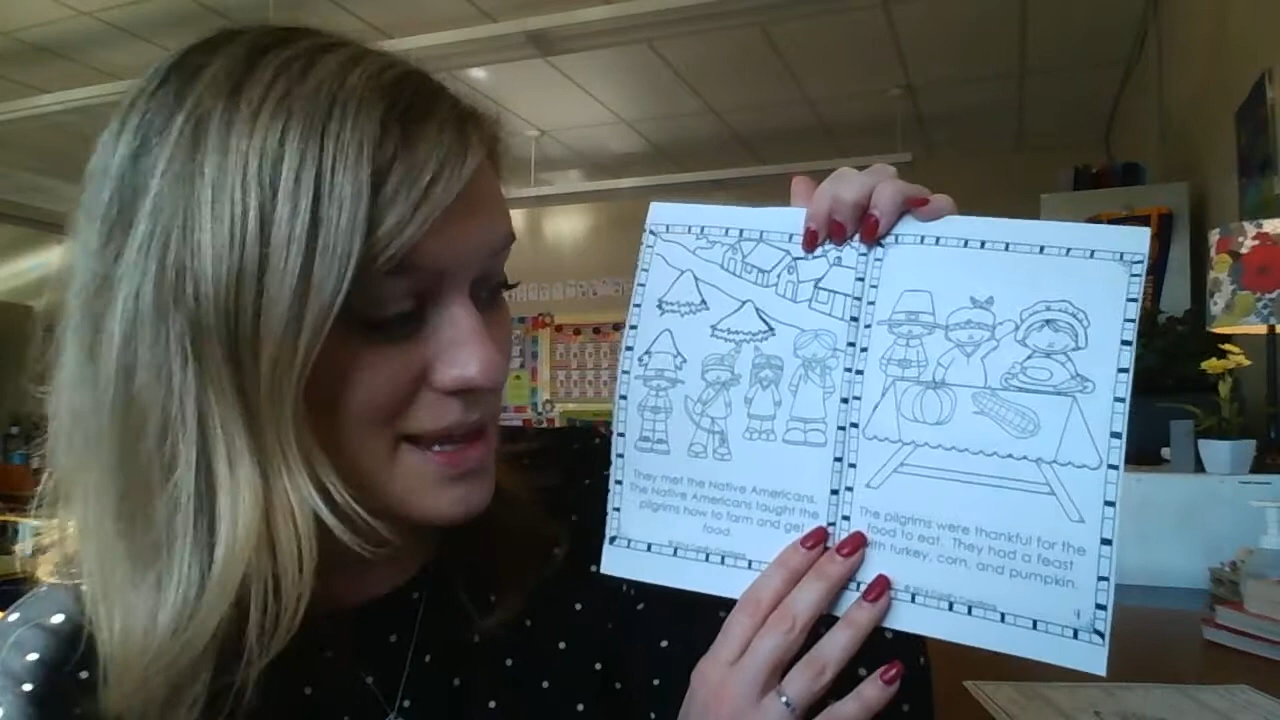 They met the Native Americans.
The Native Americans taught the
pilgrims how to farm and get
food.
The pilgrims were thankful for the
food to eat. They had a feast
with turkey, corn, and pumpkin.
4